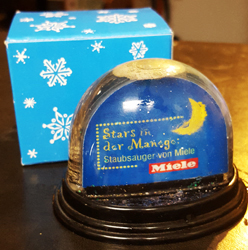 Stars in
der Manege:
Staubsauger von Miele
Miele